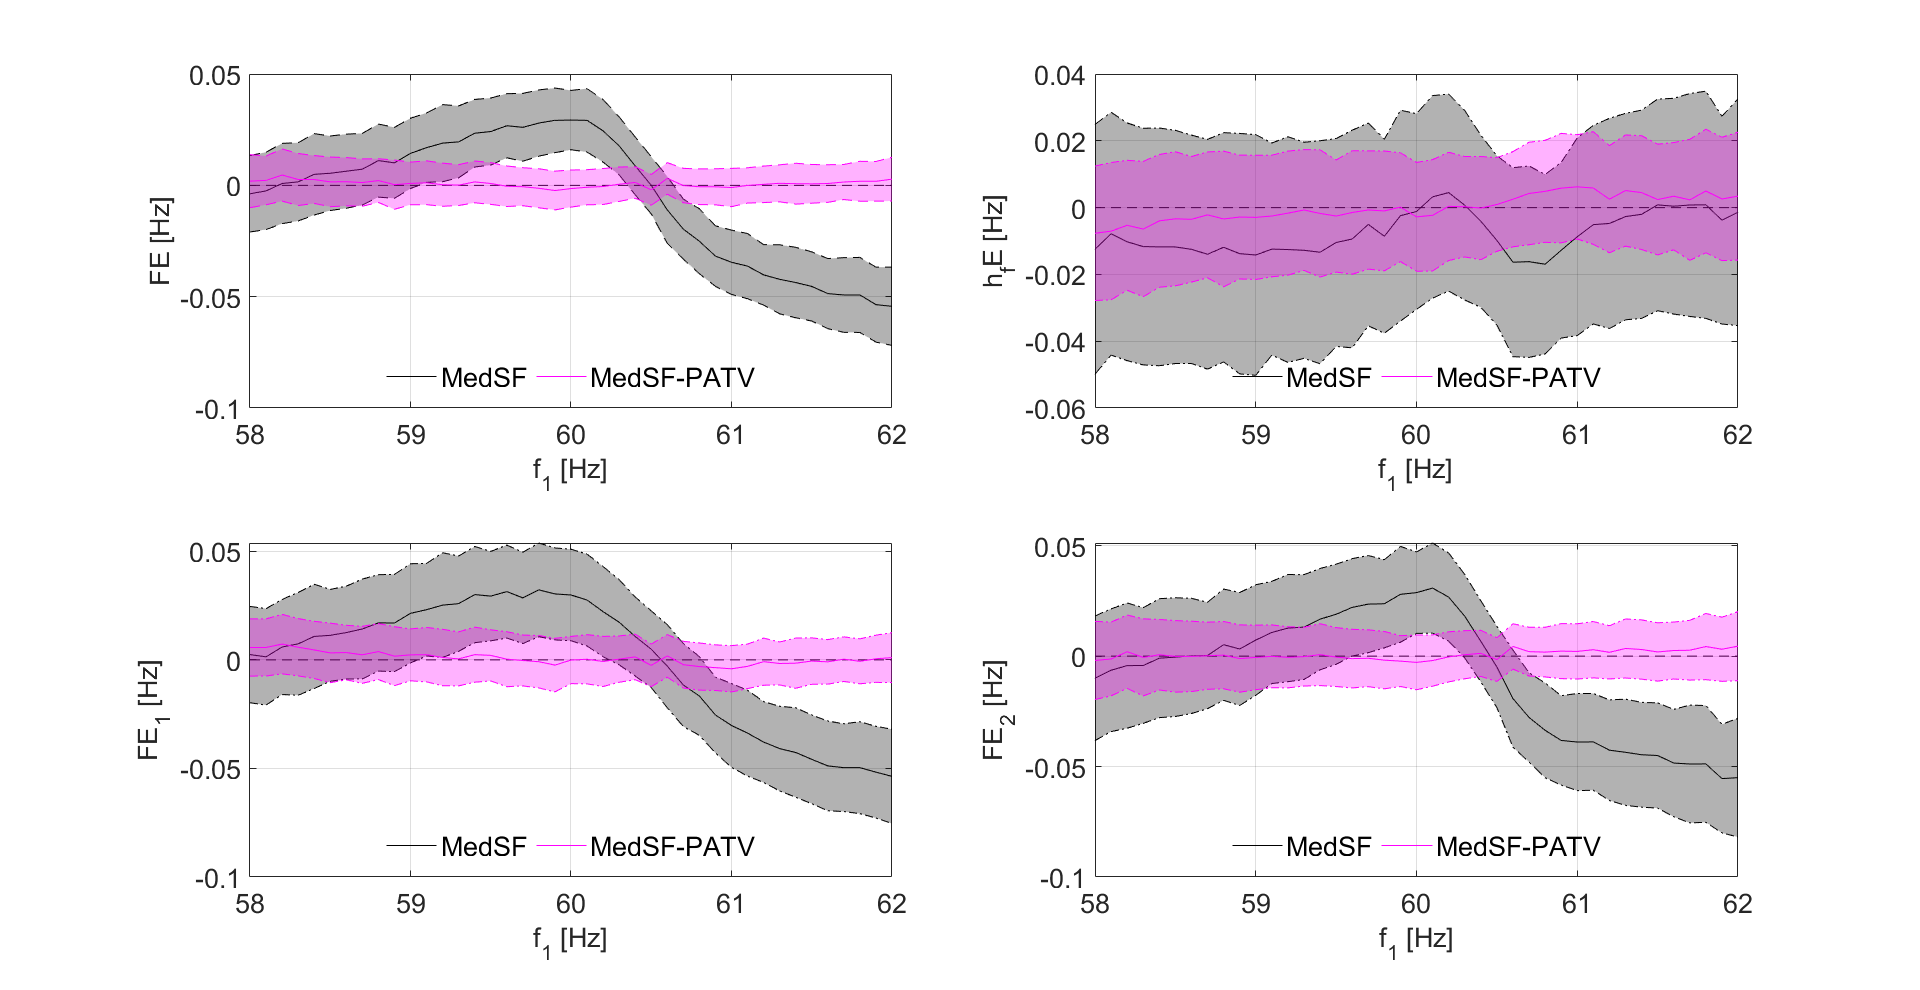 0.05
0
-0.05
-0.1
FE [Hz]
MedSF MedSF-PATV
58 59 60 61 62
f1 [Hz]
0.04
0.02
0
-0.02
-0.04
-0.06
hfE [Hz]
MedSF MedSF-PATV
58 59 60 61 62
f1 [Hz]
0.05
0
-0.05
-0.1
FE1 [Hz]
MedSF MedSF-PATV
58 59 60 61 62
f1 [Hz]
0.05
0
-0.05
-0.1
FE2 [Hz]
MedSF MedSF-PATV
58 59 60 61 62
f1 [Hz]